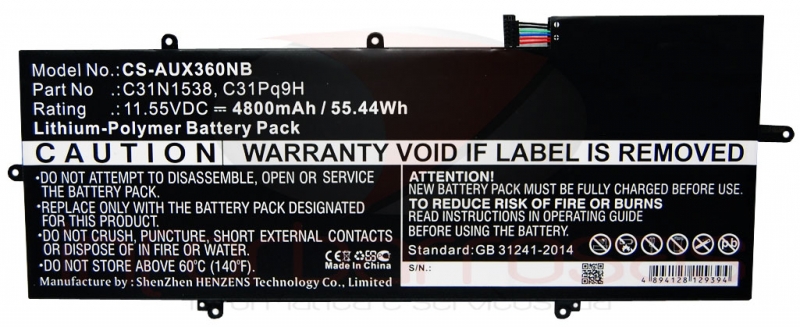 Model No.: CS-AUX360NB
Part No .: C31N1538, C31Pq9H
Rating .: 11.55VDC ⎓ 4800mAh / 55.44Wh
Lithium-Polymer Battery Pack
CAUTION WARRANTY VOID IF LABEL IS REMOVED
•DO NOT ATTEMPT TO DISASSEMBLE, OPEN OR SERVICE
THE BATTERY PACK.
•REPLACE ONLY WITH THE BATTERY PACK DESIGNATED
FOR THIS PRODUCT.
•DO NOT CRUSH, PUNCTURE, SHORT EXTERNAL CONTACTS
OR DISPOSE OF IN FIRE OR WATER.
•DO NOT STORE ABOVE 60°C (140°F).
CE
Made In China
Manufacture by : ShenZhen HENZENS Technology Co., Limited
ATTENTION!
NEW BATTERY PACK MUST BE FULLY CHARGED BEFORE USE.
TO REDUCE RISK OF FIRE OR BURNS
READ INSTRUCTIONS IN OPERATING GUIDE
BEFORE USING THE BATTERY.
Standard: GB 31241-2014
S/N.:
4 894128 129394